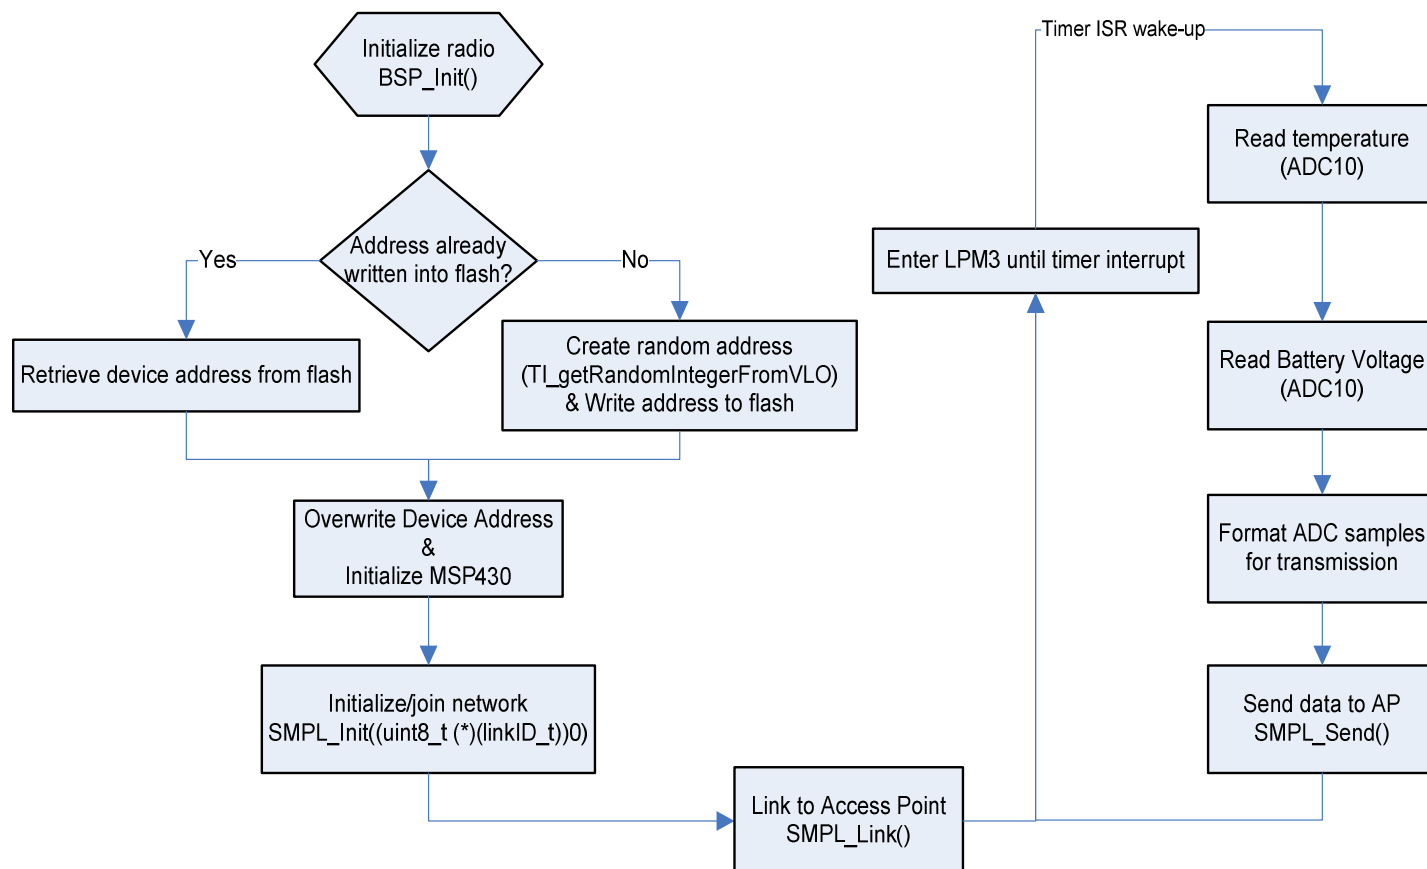 Initialize radio
BSP_Init()
Address already
written into flash?
Yes
No
Retrieve device address from flash
Create random address
(TI_getRandomIntegerFromVLO)
& Write address to flash
Overwrite Device Address
&
Initialize MSP430
Initialize/join network
SMPL_Init((uint8_t (*)(linkID_t))0)
Link to Access Point
SMPL_Link()
Enter LPM3 until timer interrupt
Timer ISR wake-up
Read temperature
(ADC10)
Read Battery Voltage
(ADC10)
Format ADC samples
for transmission
Send data to AP
SMPL_Send()